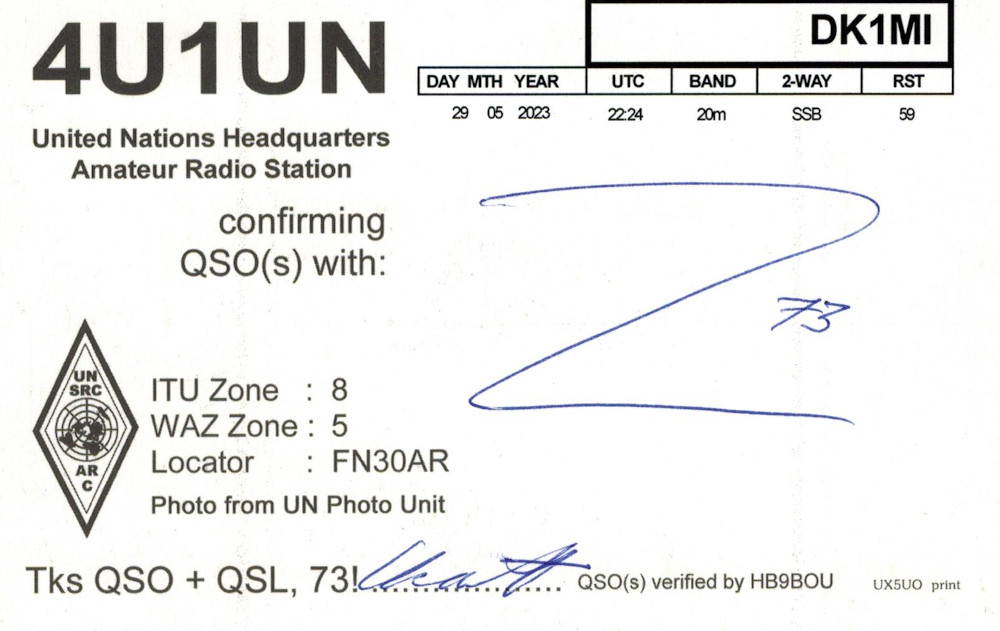 4U1UN
United Nations Headquarters
Amateur Radio Station
confirming
QSO(s) with:
DK1MI
DAY MTH YEAR UTC BAND 2-WAY RST
29 05 2023 22:24 20m SSB 59
73
UN
SRC
AR
C
ITU Zone : 8
WAZ Zone : 5
Locator : FN30AR
Photo from UN Photo Unit
Tks QSO + QSL, 73!.................... QSO(s) verified by HB9BOU UX5UO print